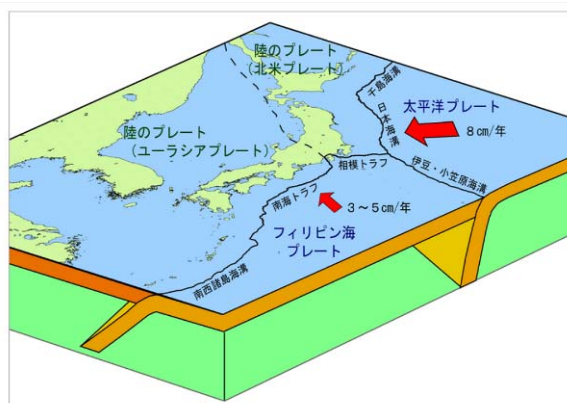 陸のプレート
(北米プレート)
千島海溝
日本海溝
太平洋プレート
8㎝/年
陸のプレート
(ユーラシアプレート)
相模トラフ
伊豆・小笠原海溝
南海トラフ
3～5㎝/年
フィリピン海
プレート
南西諸島海溝